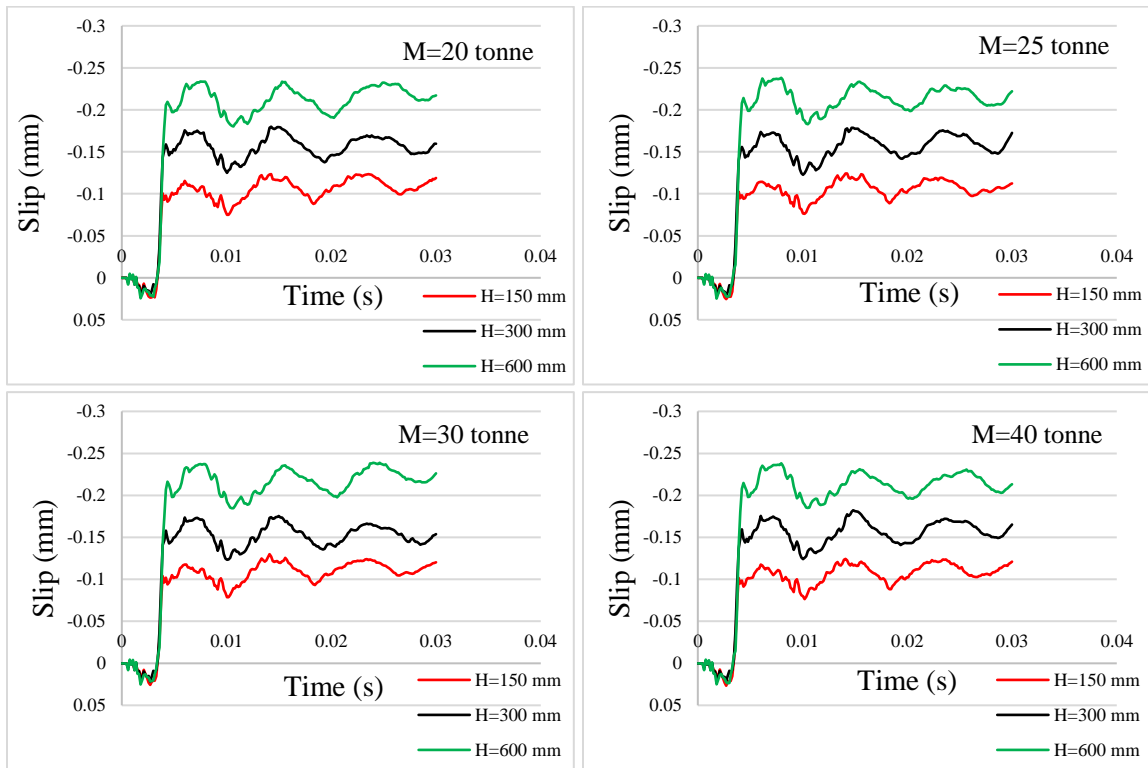 M=20 tonne
-0.3
-0.25
-0.2
-0.15
-0.1
-0.05
0
0.05
0 0.01 0.02 0.03 0.04
Slip (mm)
Time (s)
H=150 mm
H=300 mm
H=600 mm
M=25 tonne
-0.3
-0.25
-0.2
-0.15
-0.1
-0.05
0
0.05
0 0.01 0.02 0.03 0.04
Slip (mm)
Time (s)
H=150 mm
H=300 mm
H=600 mm
M=30 tonne
-0.3
-0.25
-0.2
-0.15
-0.1
-0.05
0
0.05
0 0.01 0.02 0.03 0.04
Slip (mm)
Time (s)
H=150 mm
H=300 mm
H=600 mm
M=40 tonne
-0.3
-0.25
-0.2
-0.15
-0.1
-0.05
0
0.05
0 0.01 0.02 0.03 0.04
Slip (mm)
Time (s)
H=150 mm
H=300 mm
H=600 mm